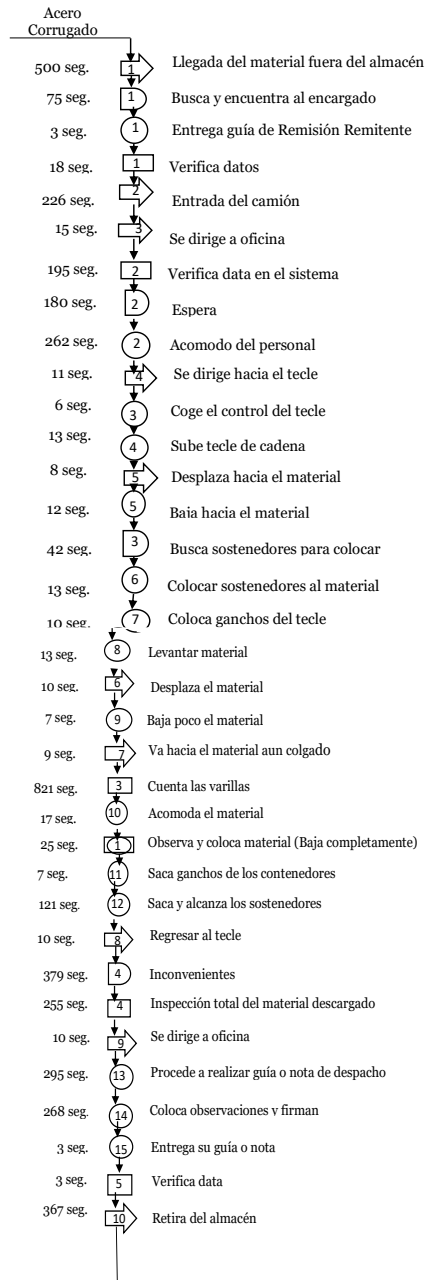 Acero
Corrugado
500 seg. 1 Llegada del material fuera del almacén
75 seg. 1 Busca y encuentra al encargado
3 seg. 1 Entrega guía de Remisión Remitente
18 seg. 1 Verifica datos
226 seg. 2 Entrada del camión
15 seg. 3 Se dirige a oficina
195 seg. 2 Verifica data en el sistema
180 seg. 2 Espera
262 seg. 2 Acomodo del personal
11 seg. 4 Se dirige hacia el tecle
6 seg. 3 Coge el control del tecle
13 seg. 4 Sube tecle de cadena
8 seg. 5 Desplaza hacia el material
12 seg. 5 Baja hacia el material
42 seg. 3 Busca sostenedores para colocar
13 seg. 6 Colocar sostenedores al material
10 seg. 7 Coloca ganchos del tecle
13 seg. 8 Levantar material
10 seg. 6 Desplaza el material
7 seg. 9 Baja poco el material
9 seg. 7 Va hacia el material aun colgado
821 seg. 3 Cuenta las varillas
17 seg. 10 Acomoda el material
25 seg. 1 Observa y coloca material (Baja completamente)
7 seg. 11 Saca ganchos de los contenedores
121 seg. 12 Saca y alcanza los sostenedores
10 seg. 8 Regresar al tecle
379 seg. 4 Inconvenientes
255 seg. 4 Inspección total del material descargado
10 seg. 9 Se dirige a oficina
295 seg. 13 Procede a realizar guía o nota de despacho
268 seg. 14 Coloca observaciones y firman
3 seg. 15 Entrega su guía o nota
3 seg. 5 Verifica data
367 seg. 10 Retira del almacén